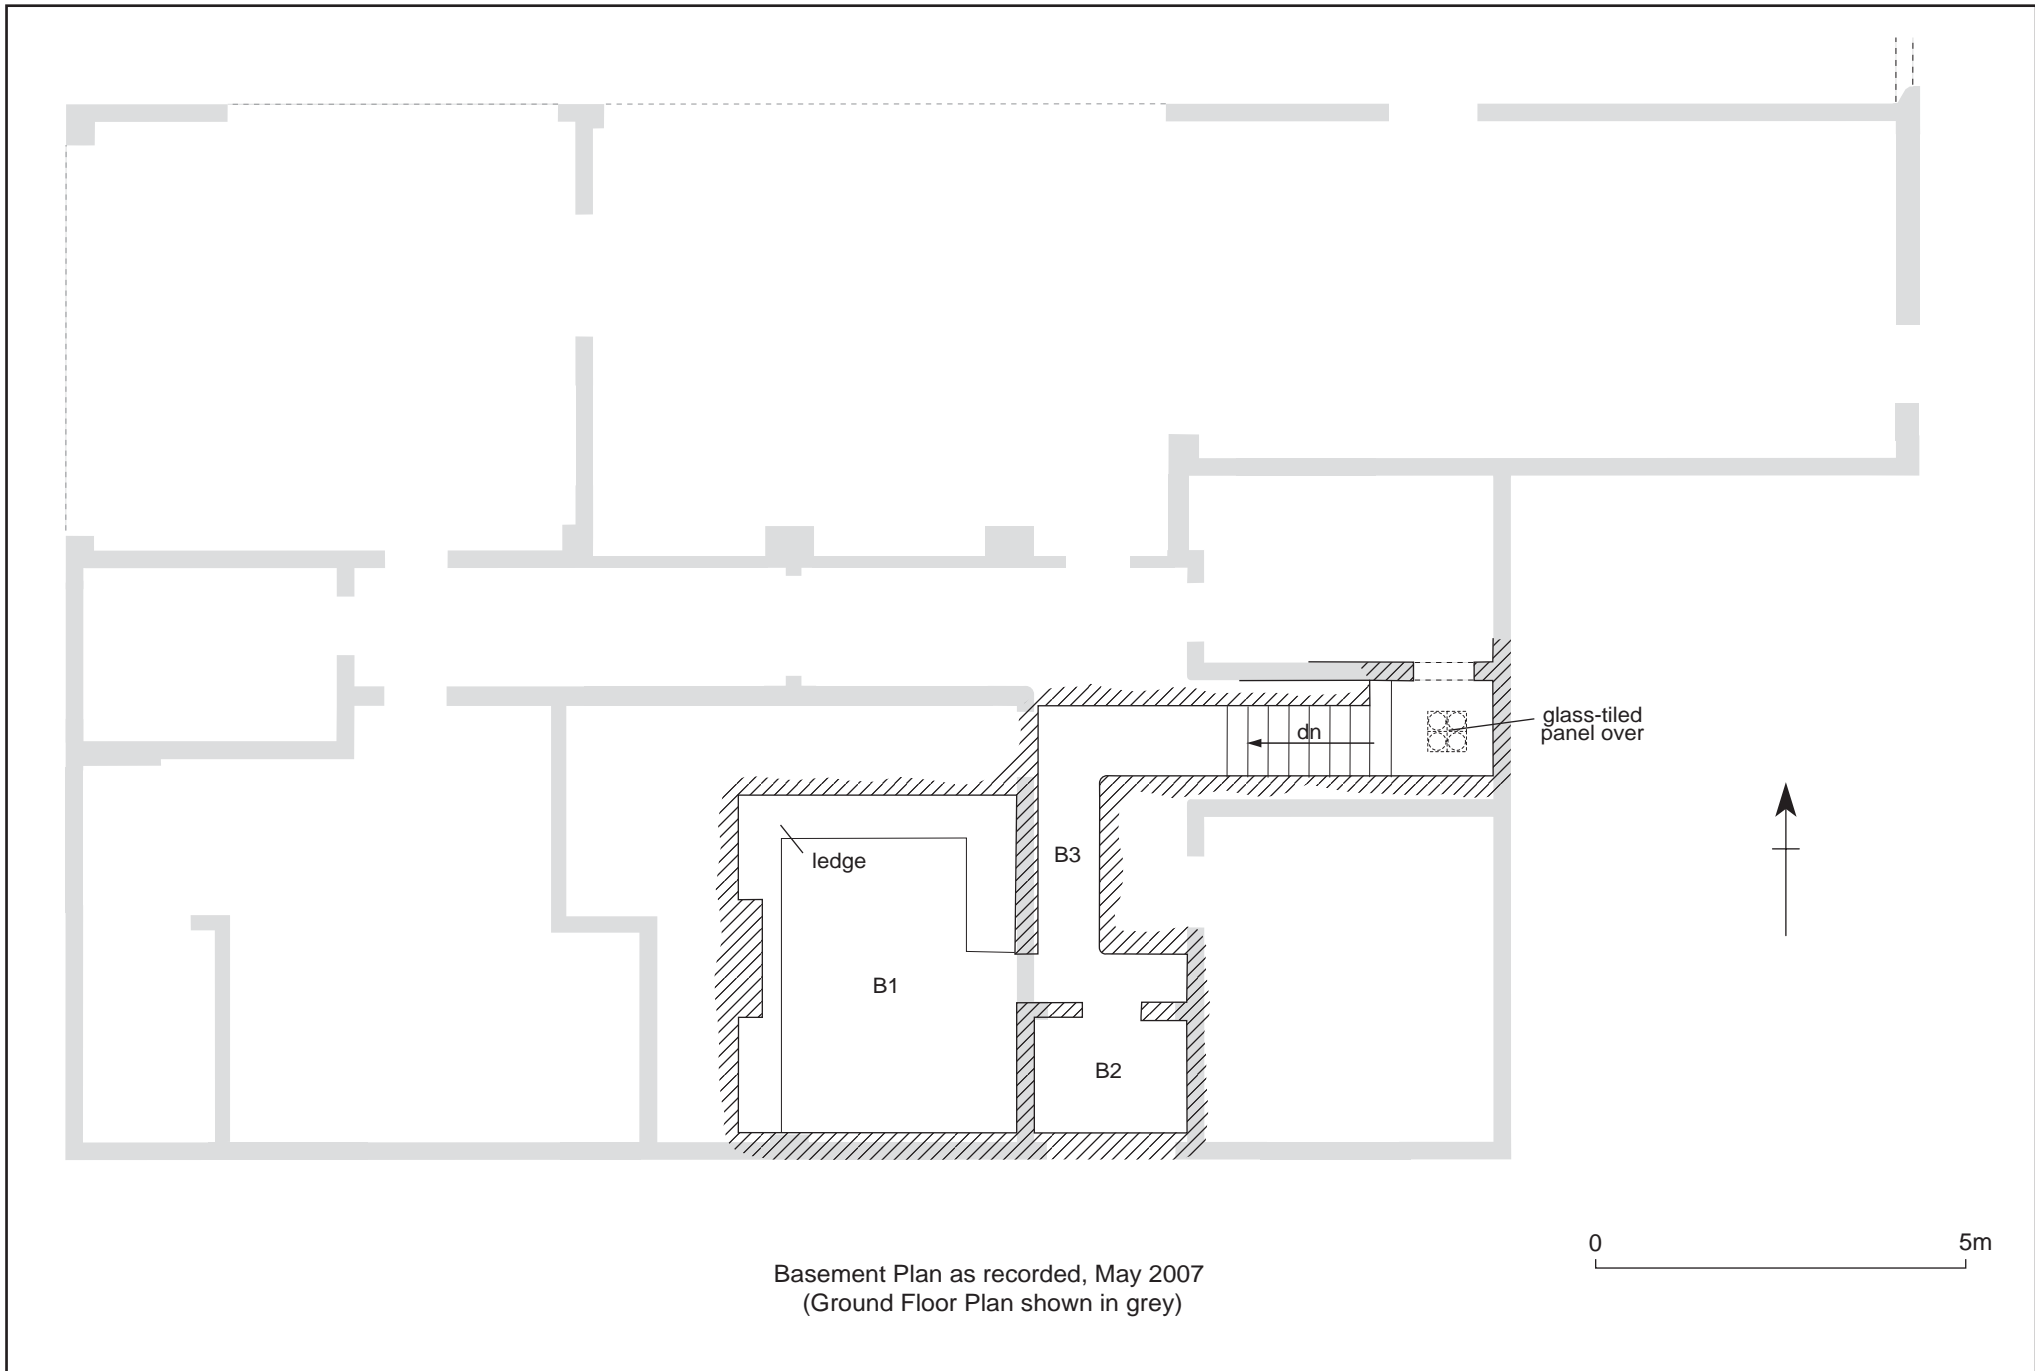 glass-tiled
panel over
dn
B3
ledge
B1
B2
0 5m
Basement Plan as recorded, May 2007
(Ground Floor Plan shown in grey)